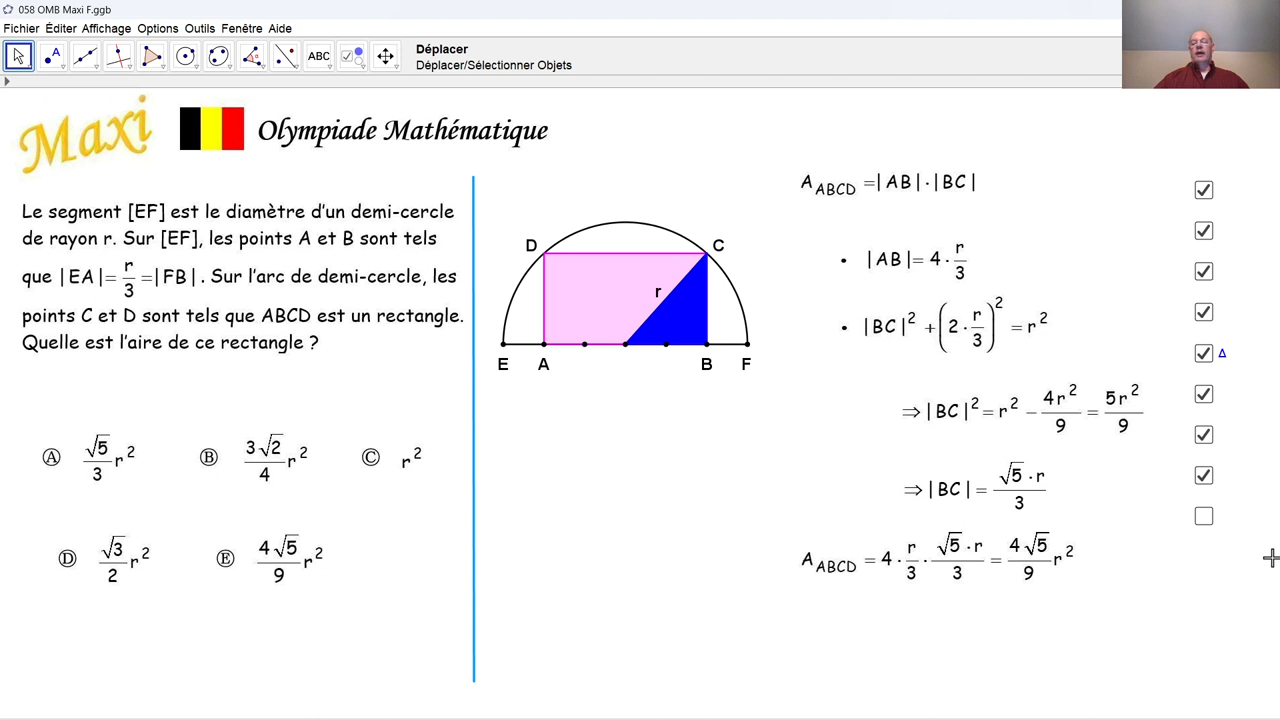 058 OMB Maxi F.ggb
Fichier Éditer Affichage Options Outils Fenêtre Aide
A
ABC
Déplacer
Déplacer/Sélectionner Objets
Maxi
Olympiade Mathématique
Le segment [EF] est le diamètre d'un demi-cercle
de rayon r. Sur [EF], les points A et B sont tels
que |EA|= r/3 =|FB|. Sur l'arc de demi-cercle, les
points C et D sont tels que ABCD est un rectangle.
Quelle est l'aire de ce rectangle ?
Ⓐ √5/3 r² Ⓑ 3√2/4 r² Ⓒ r²
Ⓓ √3/2 r² Ⓔ 4√5/9 r²
D C
r
E A B F
A_ABCD =|AB|·|BC|
• |AB|= 4 · r/3
• |BC|² +(2 · r/3)² = r²
Δ
⇒|BC|² = r² − 4r²/9 = 5r²/9
⇒|BC|= √5 · r/3
A_ABCD = 4 · r/3 · √5 · r/3 = 4√5/9 r²